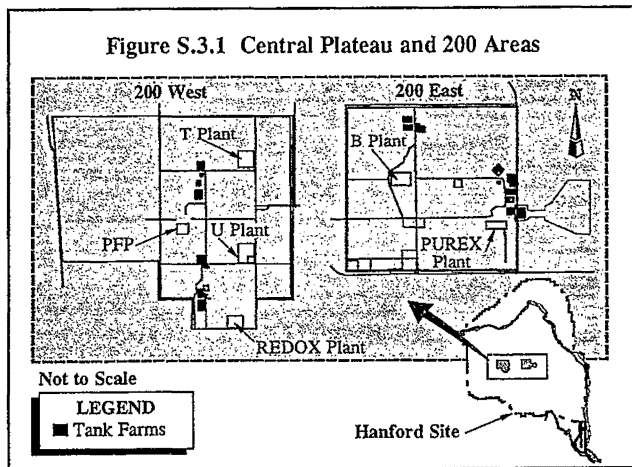 Figure S.3.1 Central Plateau and 200 Areas
200 West
200 East
N
T Plant
B Plant
PFP
U Plant
PUREX
Plant
REDOX Plant
Not to Scale
LEGEND
Tank Farms
Hanford Site